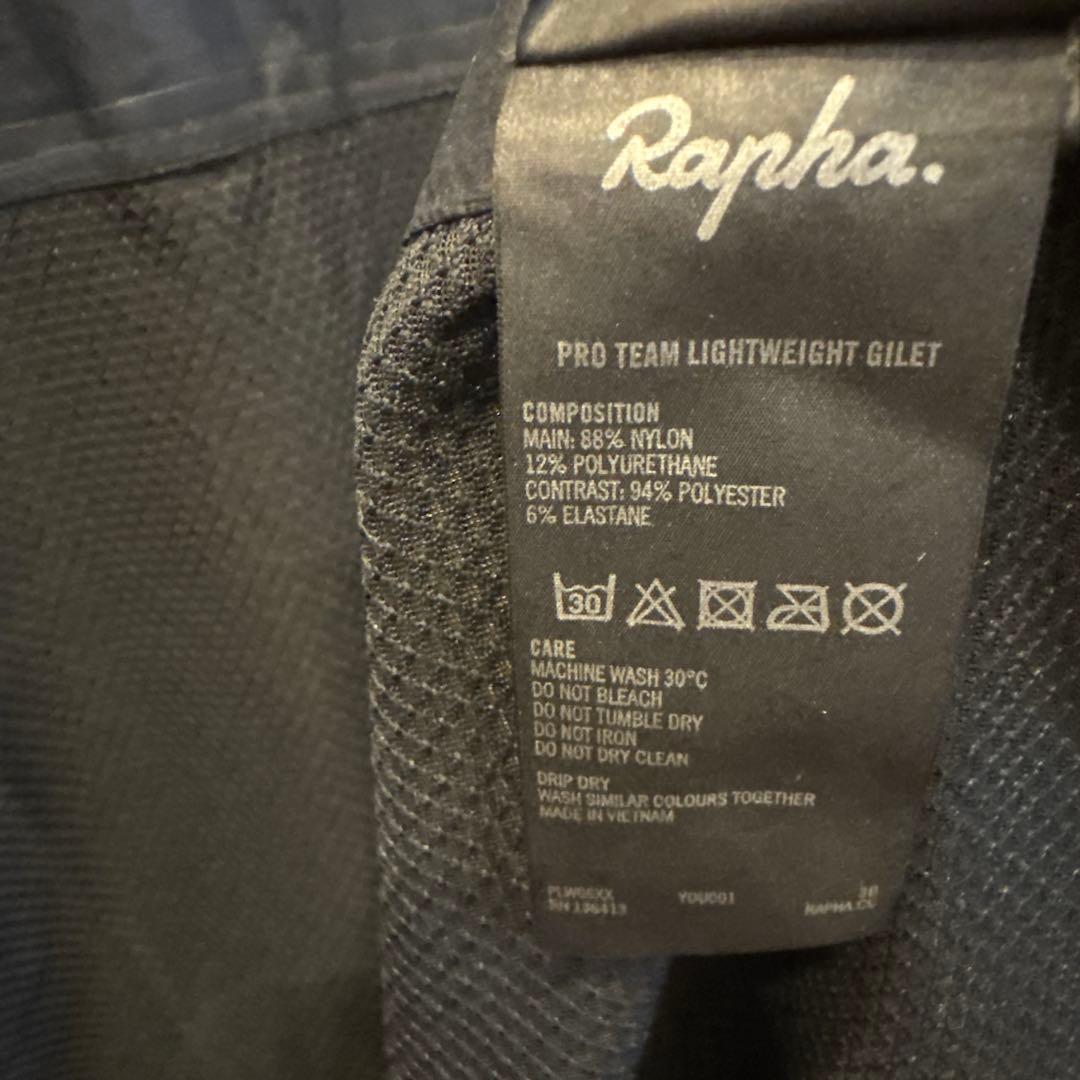 Rapha.
PRO TEAM LIGHTWEIGHT GILET
COMPOSITION
MAIN: 88% NYLON
12% POLYURETHANE
CONTRAST: 94% POLYESTER
6% ELASTANE
30
CARE
MACHINE WASH 30°C
DO NOT BLEACH
DO NOT TUMBLE DRY
DO NOT IRON
DO NOT DRY CLEAN
DRIP DRY
WASH SIMILAR COLOURS TOGETHER
MADE IN VIETNAM
YOU001